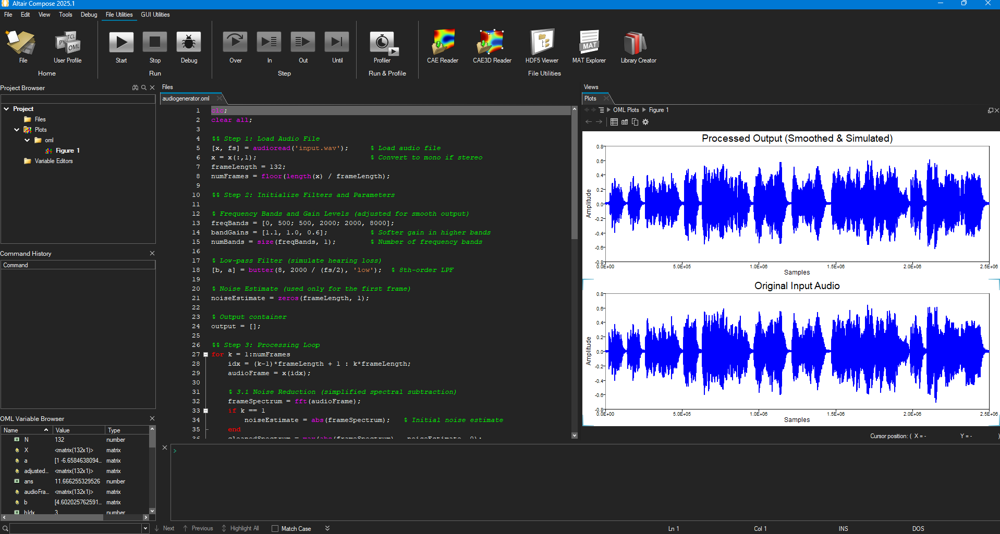 Altair Compose 2025.1
File Edit View Tools Debug File Utilities GUI Utilities
PY TCL OML
MAT
File User Profile Start Stop Debug Over In Out Until Profiler CAE Reader CAE3D Reader HDF5 Viewer MAT Explorer Library Creator
Home Run Step Run & Profile File Utilities
Project Browser
Project
Files
Plots
oml
Figure 1
Variable Editors
Command History
Command
OML Variable Browser
Name Value Type
N 132 number
X <matrix(132x1)> matrix
a [1 -6.6584638094... matrix
adjusted... <matrix(132x1)> matrix
ans 11.666255329526 number
audioFra... <matrix(132x1)> matrix
b [4.602025762591... matrix
bIdx 3 number
Files
audiogenerator.oml
1 clc;
2 clear all;
3
4 %% Step 1: Load Audio File
5 [x, fs] = audioread('input.wav'); % Load audio file
6 x = x(:,1); % Convert to mono if stereo
7 frameLength = 132;
8 numFrames = floor(length(x) / frameLength);
9
10 %% Step 2: Initialize Filters and Parameters
11
12 % Frequency Bands and Gain Levels (adjusted for smooth output)
13 freqBands = [0, 500; 500, 2000; 2000, 8000];
14 bandGains = [1.1, 1.0, 0.6]; % Softer gain in higher bands
15 numBands = size(freqBands, 1); % Number of frequency bands
16
17 % Low-pass Filter (simulate hearing loss)
18 [b, a] = butter(8, 2000 / (fs/2), 'low'); % 8th-order LPF
19
20 % Noise Estimate (used only for the first frame)
21 noiseEstimate = zeros(frameLength, 1);
22
23 % Output container
24 output = [];
25
26 %% Step 3: Processing Loop
27 for k = 1:numFrames
28 idx = (k-1)*frameLength + 1 : k*frameLength;
29 audioFrame = x(idx);
30
31 % 3.1 Noise Reduction (simplified spectral subtraction)
32 frameSpectrum = fft(audioFrame);
33 if k == 1
34 noiseEstimate = abs(frameSpectrum); % Initial noise estimate
35 end
36 cleanedSpectrum = max(abs(frameSpectrum) - noiseEstimate, 0);
>
Views
Plots
OML Plots Figure 1
Processed Output (Smoothed & Simulated)
Amplitude
0.8
0.6
0.4
0.2
0.0
-0.2
-0.4
-0.6
-0.8
0.0E+00 5.0E+05 1.0E+06 1.5E+06 2.0E+06 2.5E+06
Samples
Original Input Audio
Amplitude
0.8
0.6
0.4
0.2
0.0
-0.2
-0.4
-0.6
-0.8
0.0E+00 5.0E+05 1.0E+06 1.5E+06 2.0E+06 2.5E+06
Samples
Cursor position: ( X = - Y = - )
Next Previous Highlight All Match Case
Ln 1 Col 1 INS DOS